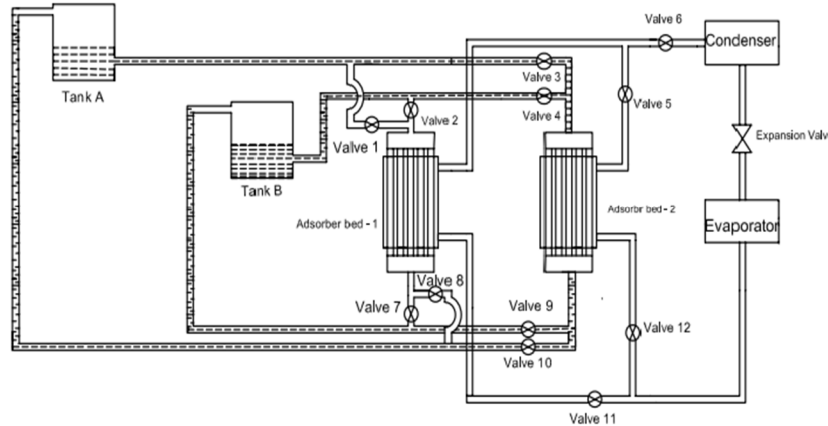 Valve 6
Condenser
Tank A
Valve 3
Valve 5
Valve 2
Valve 4
Expansion Valv
Valve 1
Tank B
Adsorber bed - 1
Adsorbir bed - 2
Evaporator
Valve 8
Valve 7
Valve 9
Valve 12
Valve 10
Valve 11